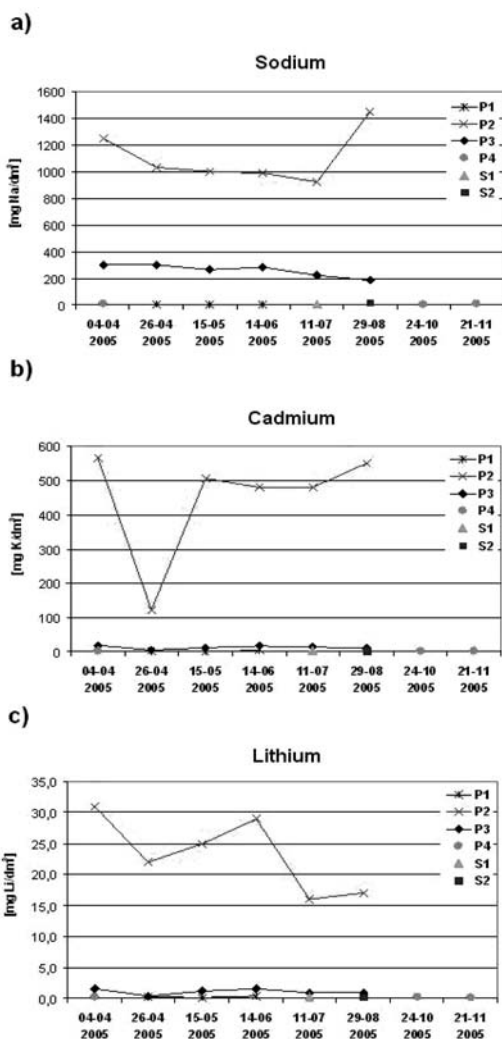 a)
Sodium
[mg Na/dm³]
1600
1400
1200
1000
800
600
400
200
0
P1
P2
P3
P4
S1
S2
04-04 26-04 15-05 14-06 11-07 29-08 24-10 21-11
2005 2005 2005 2005 2005 2005 2005 2005
b)
Cadmium
[mg K/dm³]
600
500
400
300
200
100
0
P1
P2
P3
P4
S1
S2
04-04 26-04 15-05 14-06 11-07 29-08 24-10 21-11
2005 2005 2005 2005 2005 2005 2005 2005
c)
Lithium
[mg Li/dm³]
35,0
30,0
25,0
20,0
15,0
10,0
5,0
0,0
P1
P2
P3
P4
S1
S2
04-04 26-04 15-05 14-06 11-07 29-08 24-10 21-11
2005 2005 2005 2005 2005 2005 2005 2005